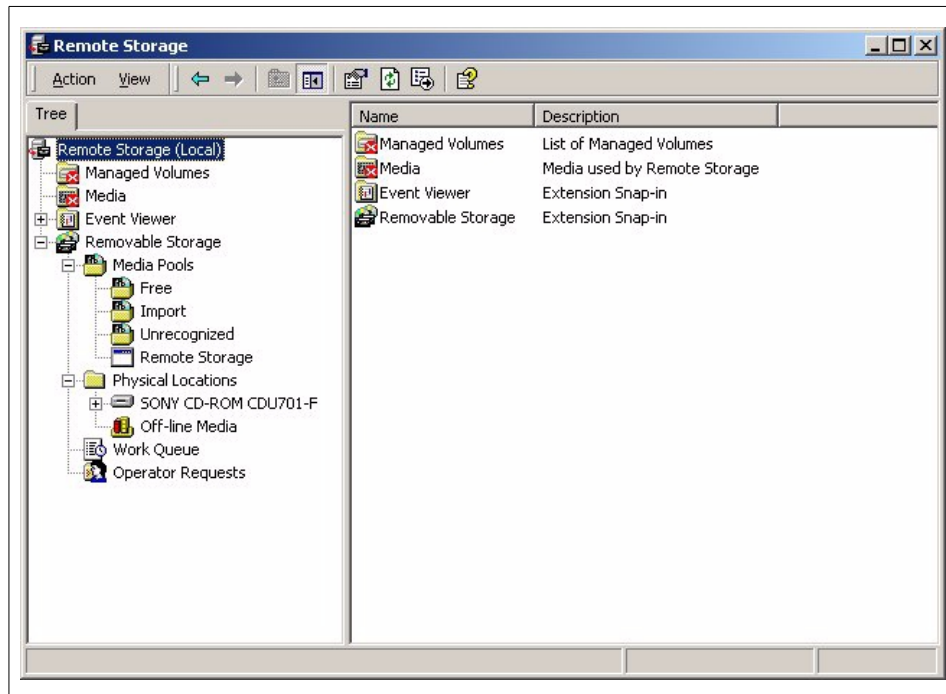 Remote Storage
Action View
Tree
Remote Storage (Local)
Managed Volumes
Media
Event Viewer
Removable Storage
Media Pools
Free
Import
Unrecognized
Remote Storage
Physical Locations
SONY CD-ROM CDU701-F
Off-line Media
Work Queue
Operator Requests
Name Description
Managed Volumes List of Managed Volumes
Media Media used by Remote Storage
Event Viewer Extension Snap-in
Removable Storage Extension Snap-in